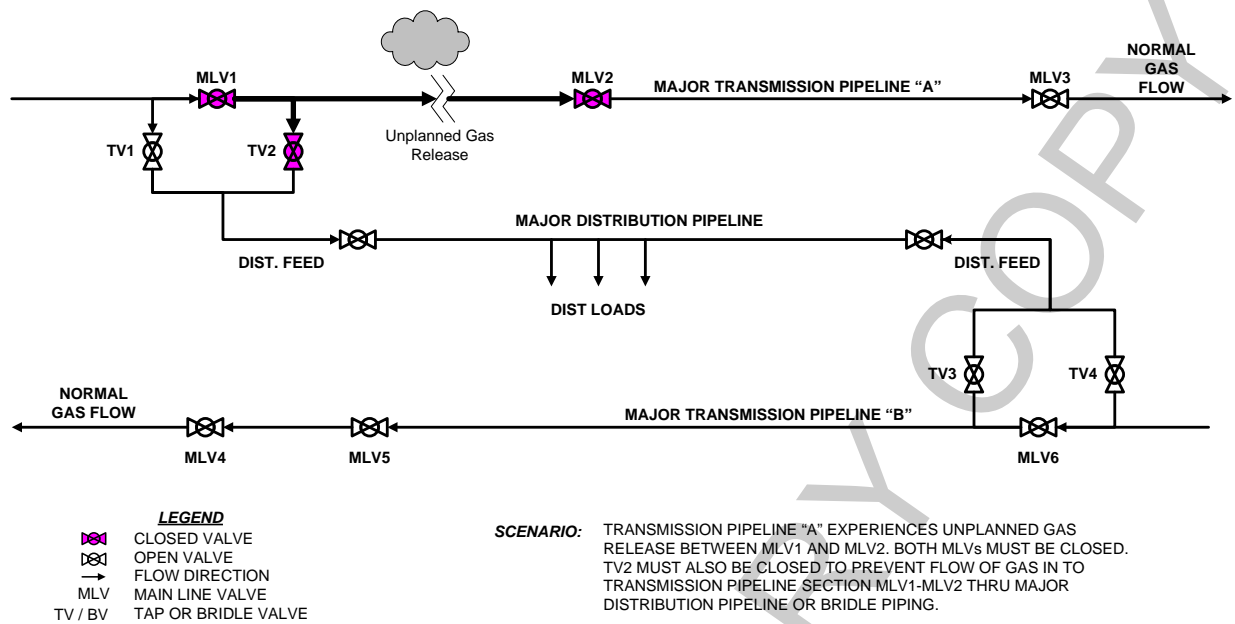 NORMAL
GAS
FLOW
MLV1
MLV2
MAJOR TRANSMISSION PIPELINE "A"
MLV3
Unplanned Gas
Release
TV1
TV2
MAJOR DISTRIBUTION PIPELINE
DIST. FEED
DIST. FEED
DIST LOADS
TV3
TV4
NORMAL
GAS FLOW
MAJOR TRANSMISSION PIPELINE "B"
MLV4
MLV5
MLV6
LEGEND
CLOSED VALVE
OPEN VALVE
FLOW DIRECTION
MLV MAIN LINE VALVE
TV / BV TAP OR BRIDLE VALVE
SCENARIO: TRANSMISSION PIPELINE "A" EXPERIENCES UNPLANNED GAS
RELEASE BETWEEN MLV1 AND MLV2. BOTH MLVs MUST BE CLOSED.
TV2 MUST ALSO BE CLOSED TO PREVENT FLOW OF GAS IN TO
TRANSMISSION PIPELINE SECTION MLV1-MLV2 THRU MAJOR
DISTRIBUTION PIPELINE OR BRIDLE PIPING.
RY COPY